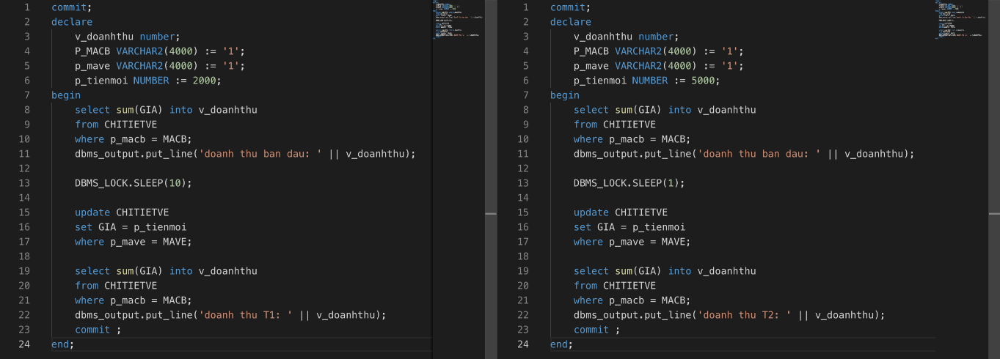 1 commit;
2 declare
3 v_doanhthu number;
4 P_MACB VARCHAR2(4000) := '1';
5 p_mave VARCHAR2(4000) := '1';
6 p_tienmoi NUMBER := 2000;
7 begin
8 select sum(GIA) into v_doanhthu
9 from CHITIETVE
10 where p_macb = MACB;
11 dbms_output.put_line('doanh thu ban dau: ' || v_doanhthu);
12
13 DBMS_LOCK.SLEEP(10);
14
15 update CHITIETVE
16 set GIA = p_tienmoi
17 where p_mave = MAVE;
18
19 select sum(GIA) into v_doanhthu
20 from CHITIETVE
21 where p_macb = MACB;
22 dbms_output.put_line('doanh thu T1: ' || v_doanhthu);
23 commit ;
24 end;
1 commit;
2 declare
3 v_doanhthu number;
4 P_MACB VARCHAR2(4000) := '1';
5 p_mave VARCHAR2(4000) := '1';
6 p_tienmoi NUMBER := 5000;
7 begin
8 select sum(GIA) into v_doanhthu
9 from CHITIETVE
10 where p_macb = MACB;
11 dbms_output.put_line('doanh thu ban dau: ' || v_doanhthu);
12
13 DBMS_LOCK.SLEEP(1);
14
15 update CHITIETVE
16 set GIA = p_tienmoi
17 where p_mave = MAVE;
18
19 select sum(GIA) into v_doanhthu
20 from CHITIETVE
21 where p_macb = MACB;
22 dbms_output.put_line('doanh thu T2: ' || v_doanhthu);
23 commit ;
24 end;